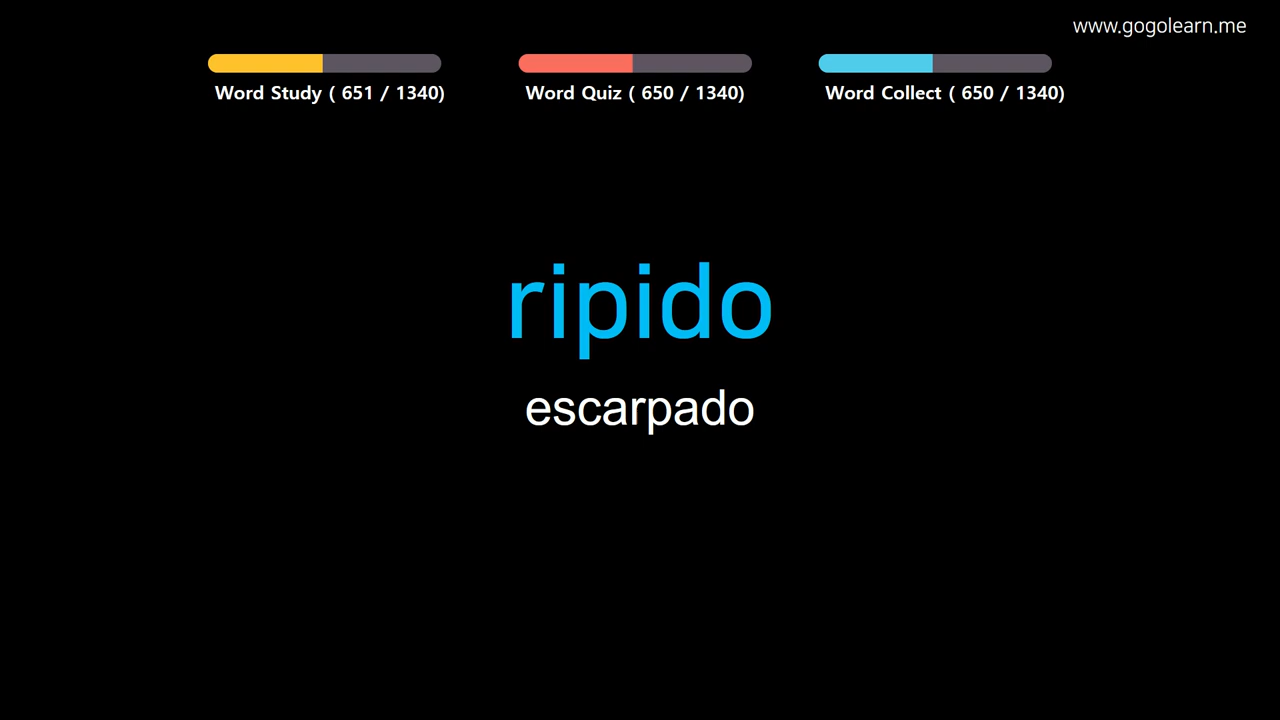 www.gogolearn.me
Word Study ( 651 / 1340)
Word Quiz ( 650 / 1340)
Word Collect ( 650 / 1340)
ripido
escarpado